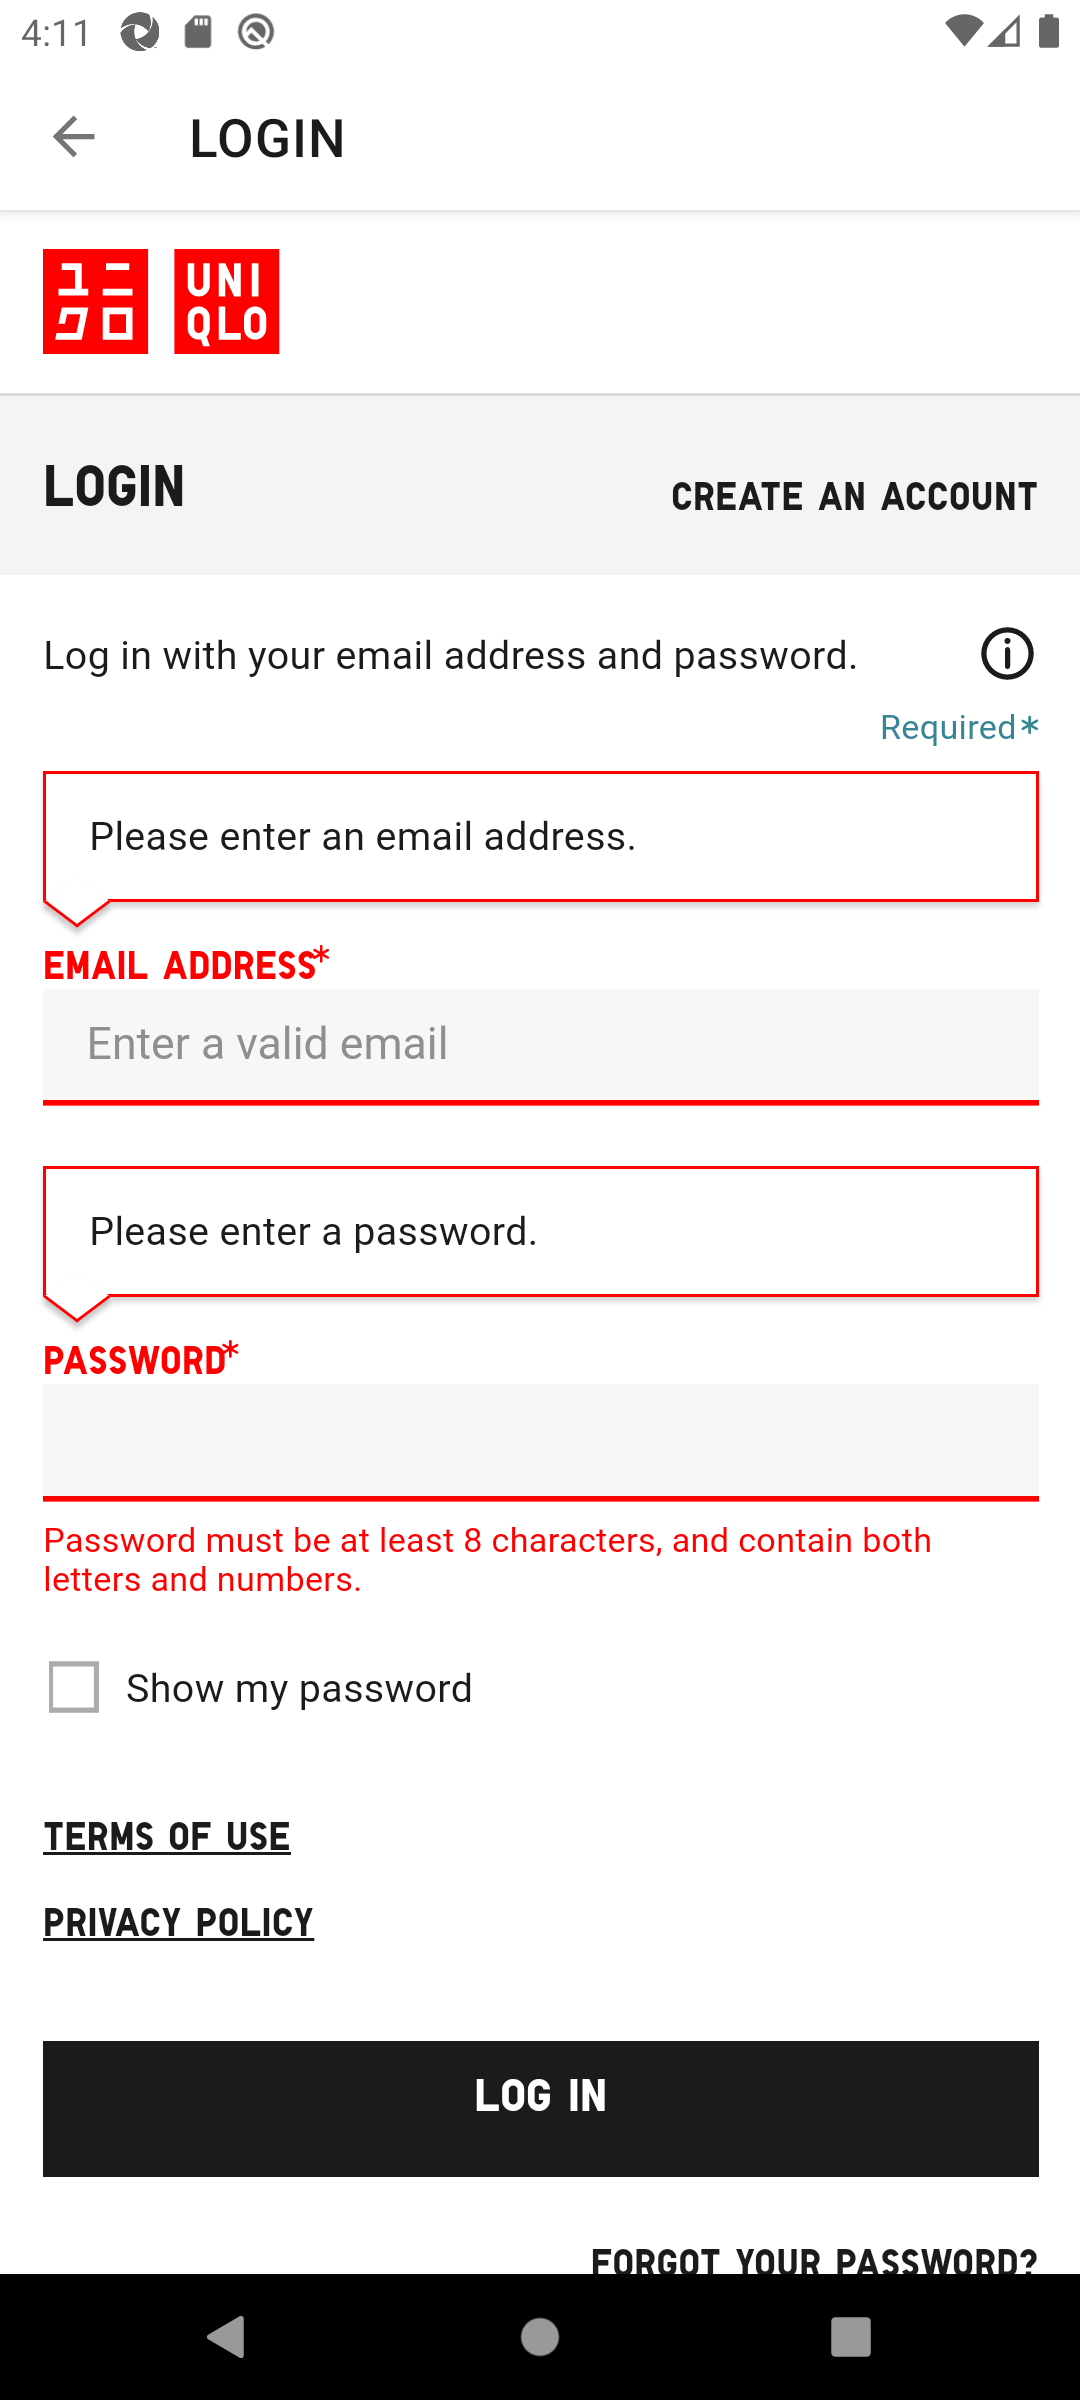 4:11
LOGIN
ユニ UNI
クロ QLO
LOGIN
CREATE AN ACCOUNT
Log in with your email address and password.
Required*
Please enter an email address.
EMAIL ADDRESS*
Enter a valid email
Please enter a password.
PASSWORD*
Password must be at least 8 characters, and contain both
letters and numbers.
Show my password
TERMS OF USE
PRIVACY POLICY
LOG IN
FORGOT YOUR PASSWORD?